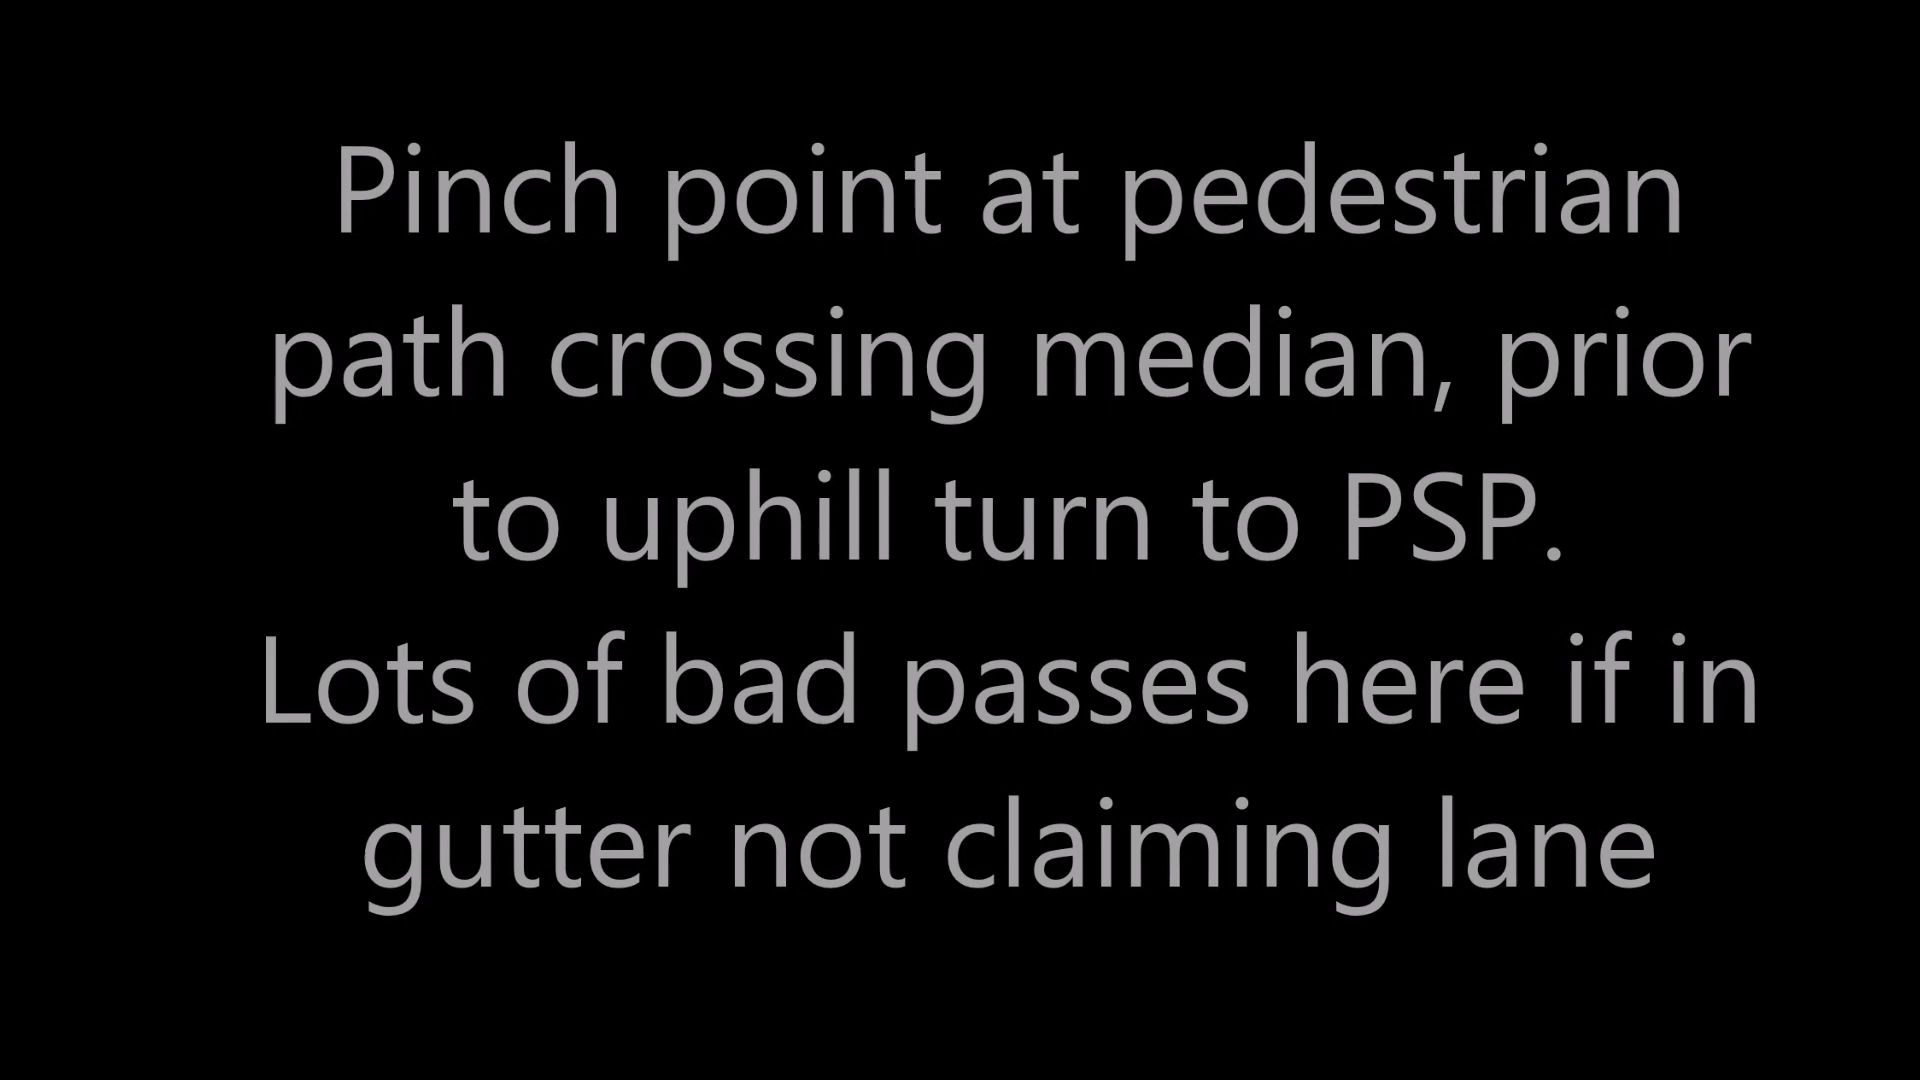 Pinch point at pedestrian
path crossing median, prior
to uphill turn to PSP.
Lots of bad passes here if in
gutter not claiming lane